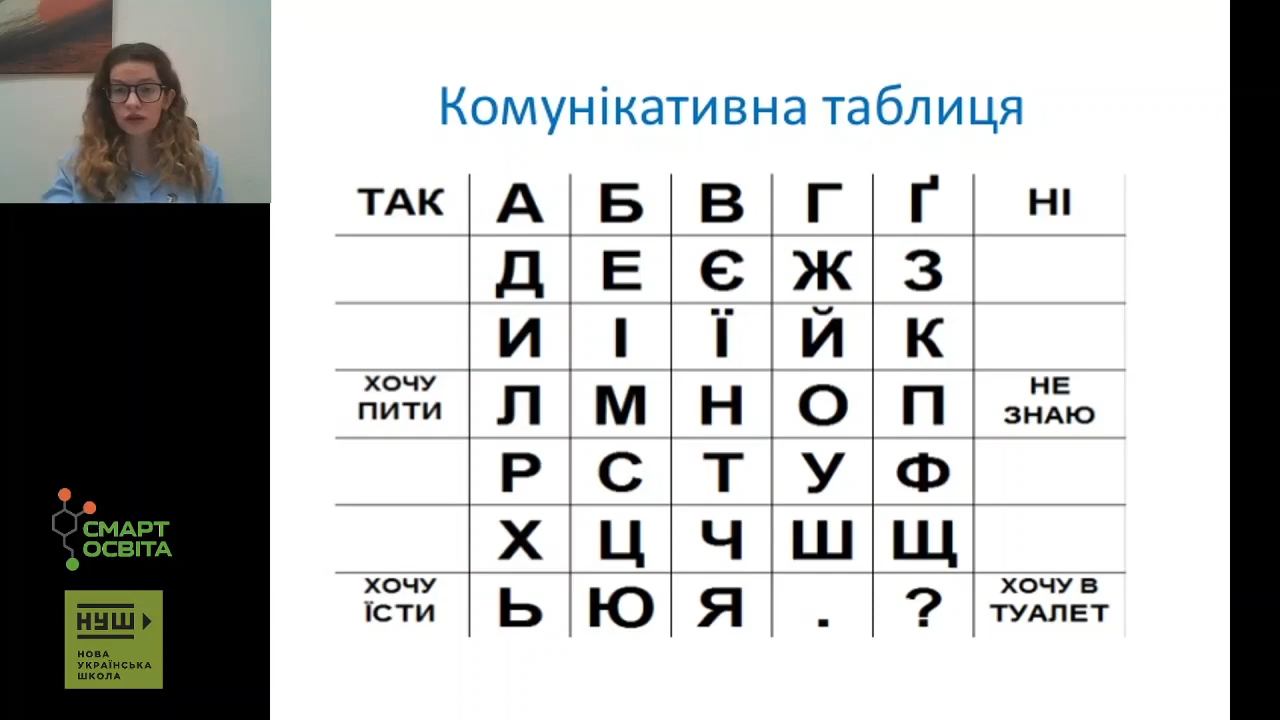 Комунікативна таблиця
ТАК А Б В Г Ґ НІ
Д Е Є Ж З
И І Ї Й К
ХОЧУ ПИТИ Л М Н О П НЕ ЗНАЮ
Р С Т У Ф
Х Ц Ч Ш Щ
ХОЧУ ЇСТИ Ь Ю Я . ? ХОЧУ В ТУАЛЕТ
СМАРТ
ОСВІТА
НУШ
НОВА
УКРАЇНСЬКА
ШКОЛА